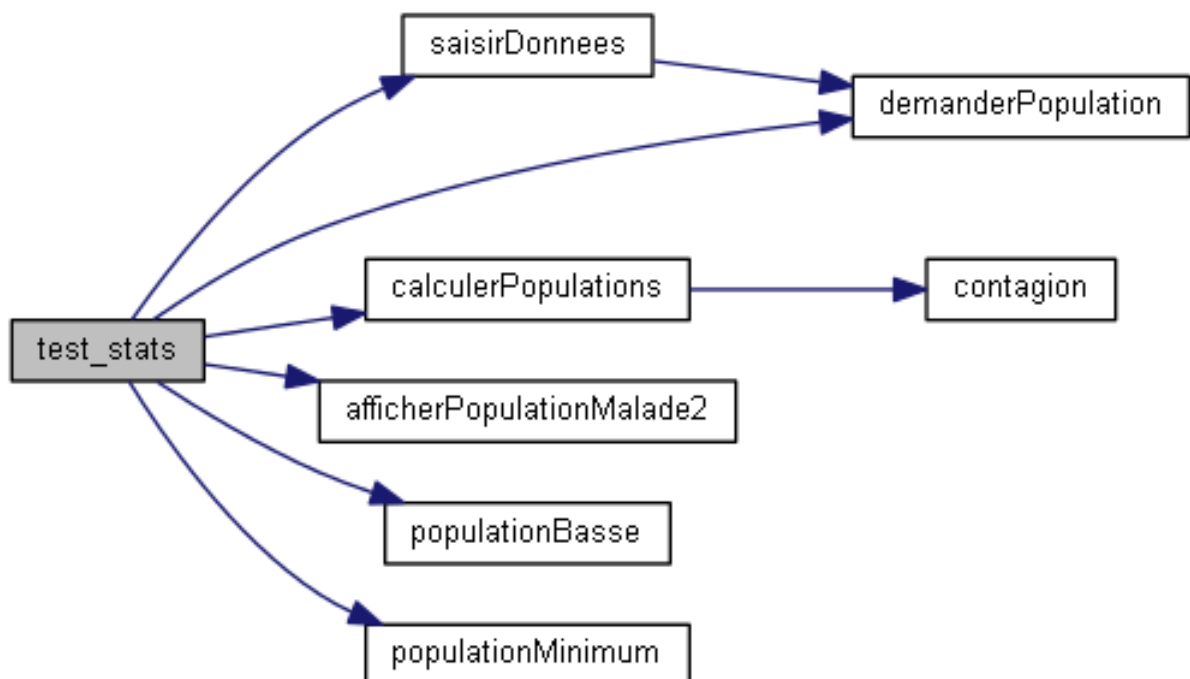 saisirDonnees
demanderPopulation
calculerPopulations
contagion
test_stats
afficherPopulationMalade2
populationBasse
populationMinimum